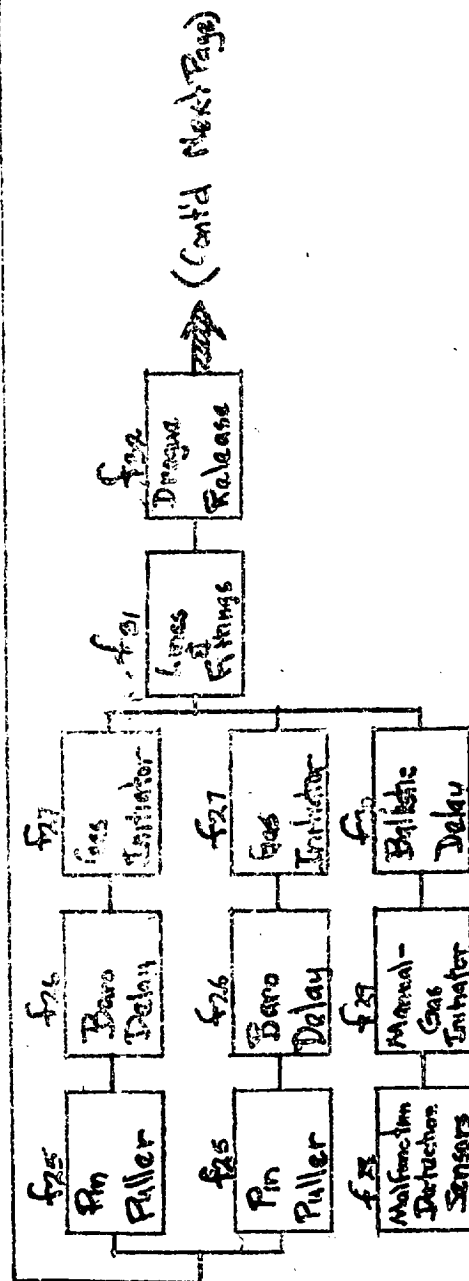 f25
Pin
Puller
f26
Baro
Delay
f27
Gas
Initiator
f25
Pin
Puller
f26
Baro
Delay
f27
Gas
Initiator
f28
Malfunction
Detection
Sensors
f29
Manual-
Gas
Initiator
Ballistic
Delay
f31
Lines
&
Fittings
f32
Drogue
Release
(Cont'd Next Page)